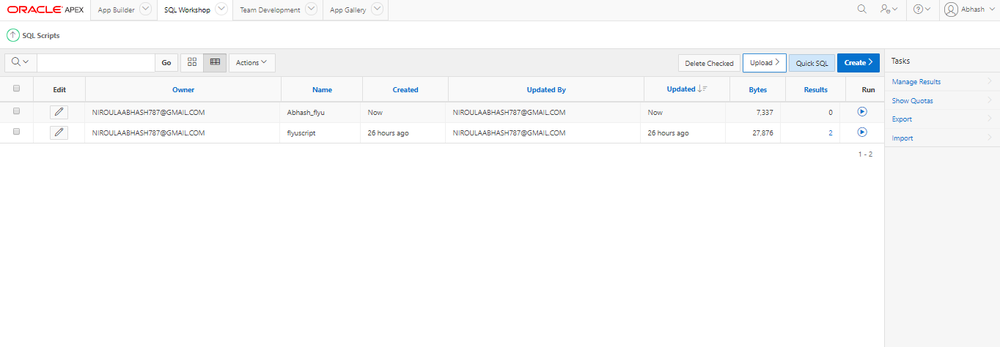 ORACLE APEX App Builder SQL Workshop Team Development App Gallery Abhash
SQL Scripts
Go Actions Delete Checked Upload Quick SQL Create Tasks
Edit Owner Name Created Updated By Updated Bytes Results Run Manage Results
NIROULAABHASH787@GMAIL.COM Abhash_flyu Now NIROULAABHASH787@GMAIL.COM Now 7,337 0 Show Quotas
NIROULAABHASH787@GMAIL.COM flyuscript 26 hours ago NIROULAABHASH787@GMAIL.COM 26 hours ago 27,876 2 Export
Import
1 - 2